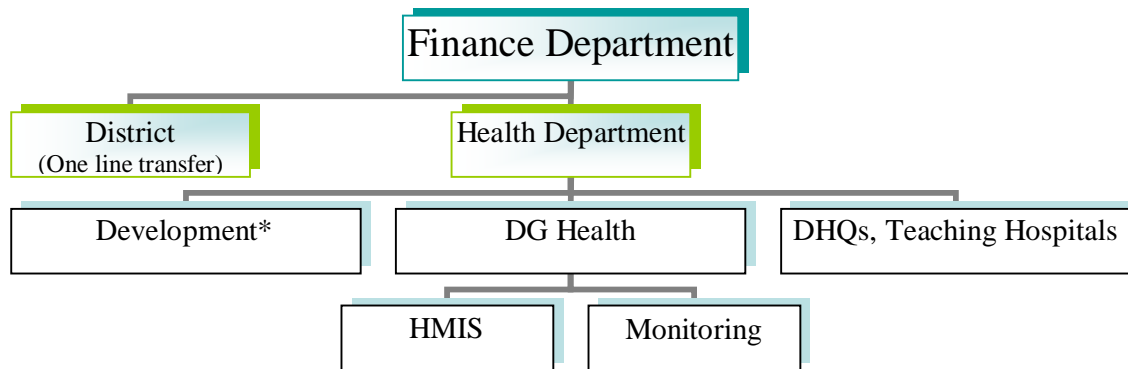 Finance Department
District
(One line transfer)
Health Department
Development*
DG Health
DHQs, Teaching Hospitals
HMIS
Monitoring